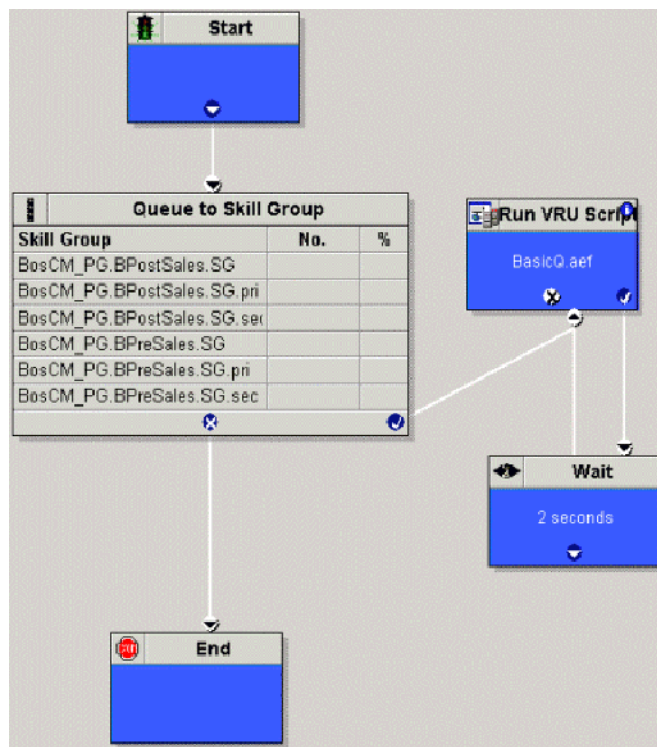 Start
Queue to Skill Group
Skill Group No. %
BosCM_PG.BPostSales.SG
BosCM_PG.BPostSales.SG.pri
BosCM_PG.BPostSales.SG.sec
BosCM_PG.BPreSales.SG
BosCM_PG.BPreSales.SG.pri
BosCM_PG.BPreSales.SG.sec
Run VRU Script
BasicQ.aef
Wait
2 seconds
End